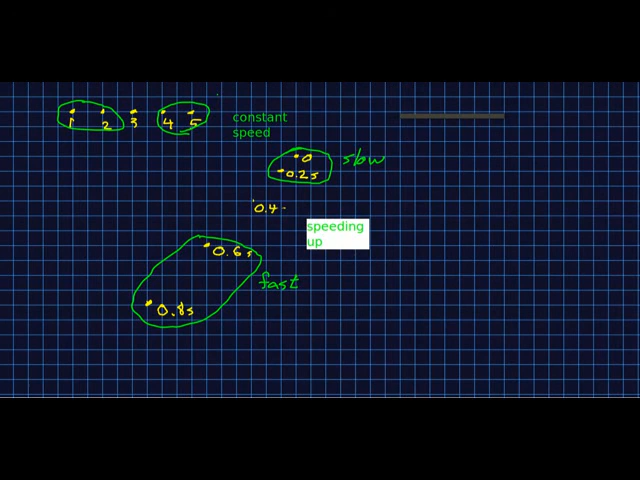 1 2 3 4 5
constant
speed
0
0.2s
slow
0.4
speeding
up
0.6s
fast
0.8s